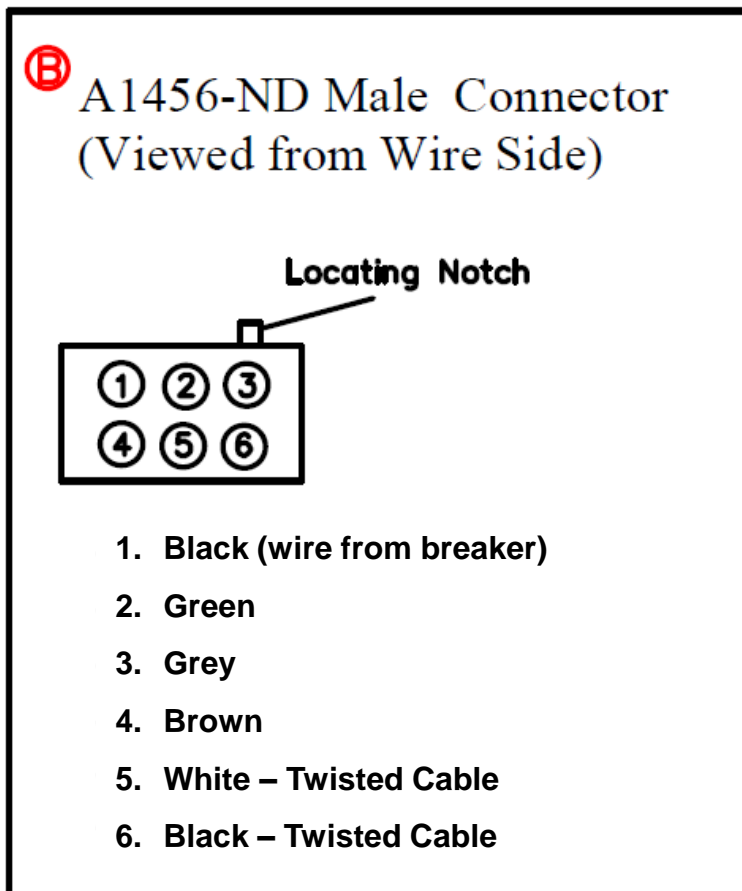 B
A1456-ND Male Connector
(Viewed from Wire Side)
Locating Notch
1 2 3
4 5 6
1. Black (wire from breaker)
2. Green
3. Grey
4. Brown
5. White – Twisted Cable
6. Black – Twisted Cable